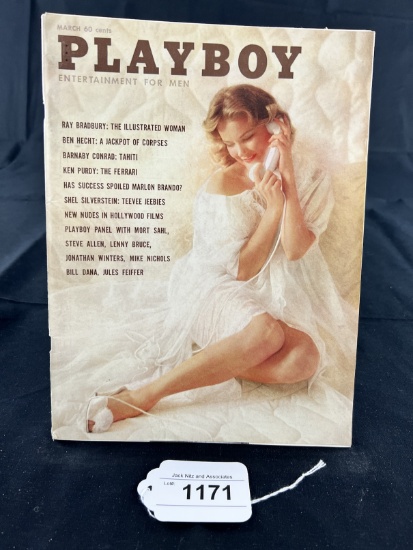 MARCH 60 cents
PLAYBOY
ENTERTAINMENT FOR MEN
RAY BRADBURY: THE ILLUSTRATED WOMAN
BEN HECHT: A JACKPOT OF CORPSES
BARNABY CONRAD: TAHITI
KEN PURDY: THE FERRARI
HAS SUCCESS SPOILED MARLON BRANDO?
SHEL SILVERSTEIN: TEEVEE JEEBIES
NEW NUDES IN HOLLYWOOD FILMS
PLAYBOY PANEL WITH MORT SAHL,
STEVE ALLEN, LENNY BRUCE,
JONATHAN WINTERS, MIKE NICHOLS
BILL DANA, JULES FEIFFER
Jack Nitz and Associates
Lot#:
1171